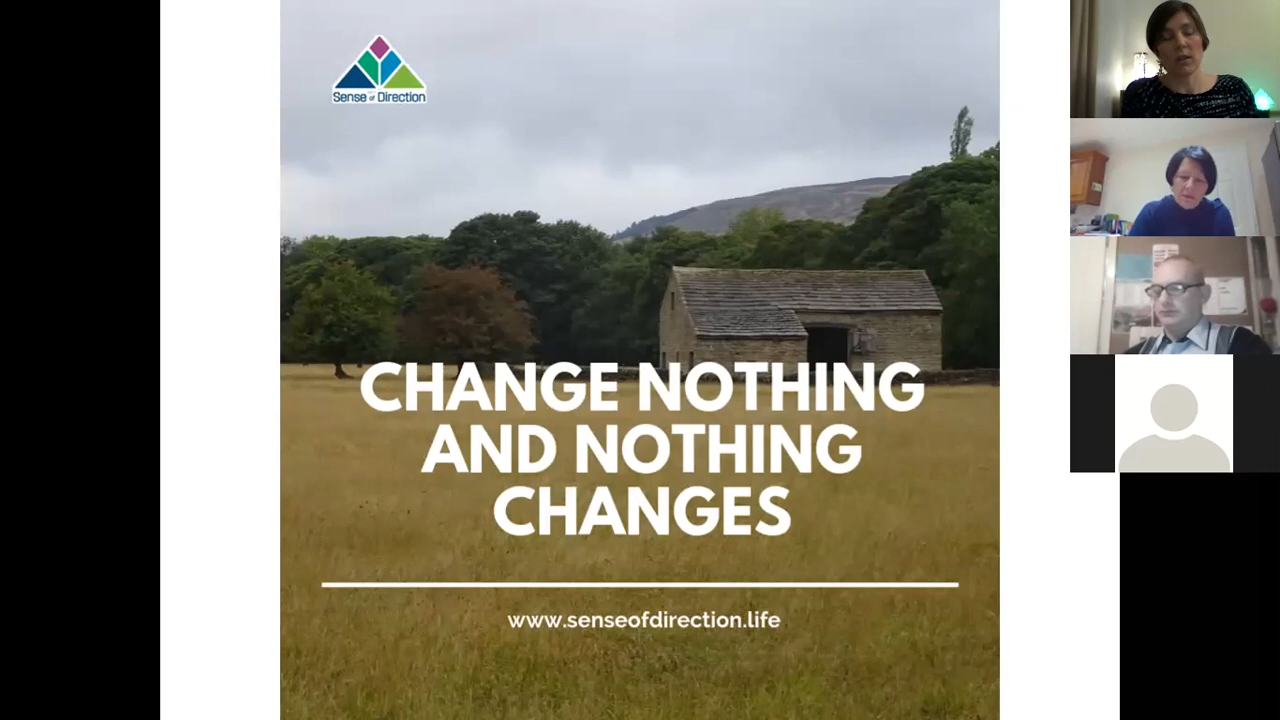 Sense of Direction
CHANGE NOTHING
AND NOTHING
CHANGES
www.senseofdirection.life